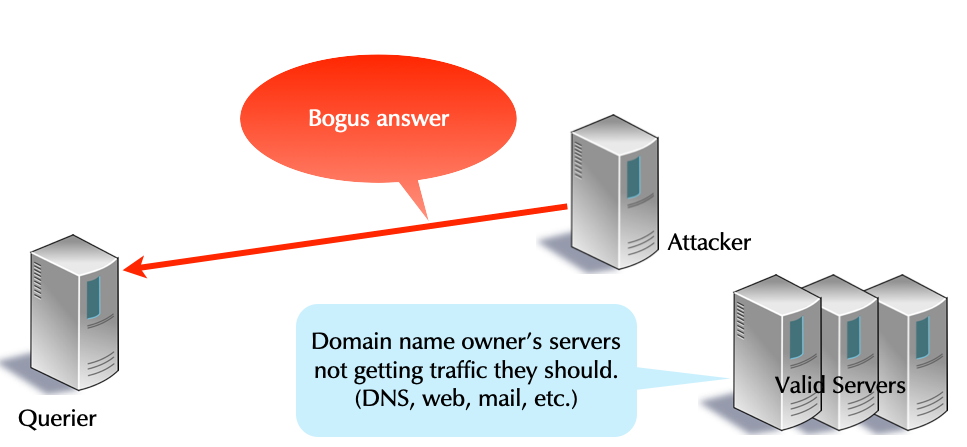 Bogus answer
Attacker
Domain name owner’s servers
not getting traffic they should.
(DNS, web, mail, etc.)
Valid Servers
Querier